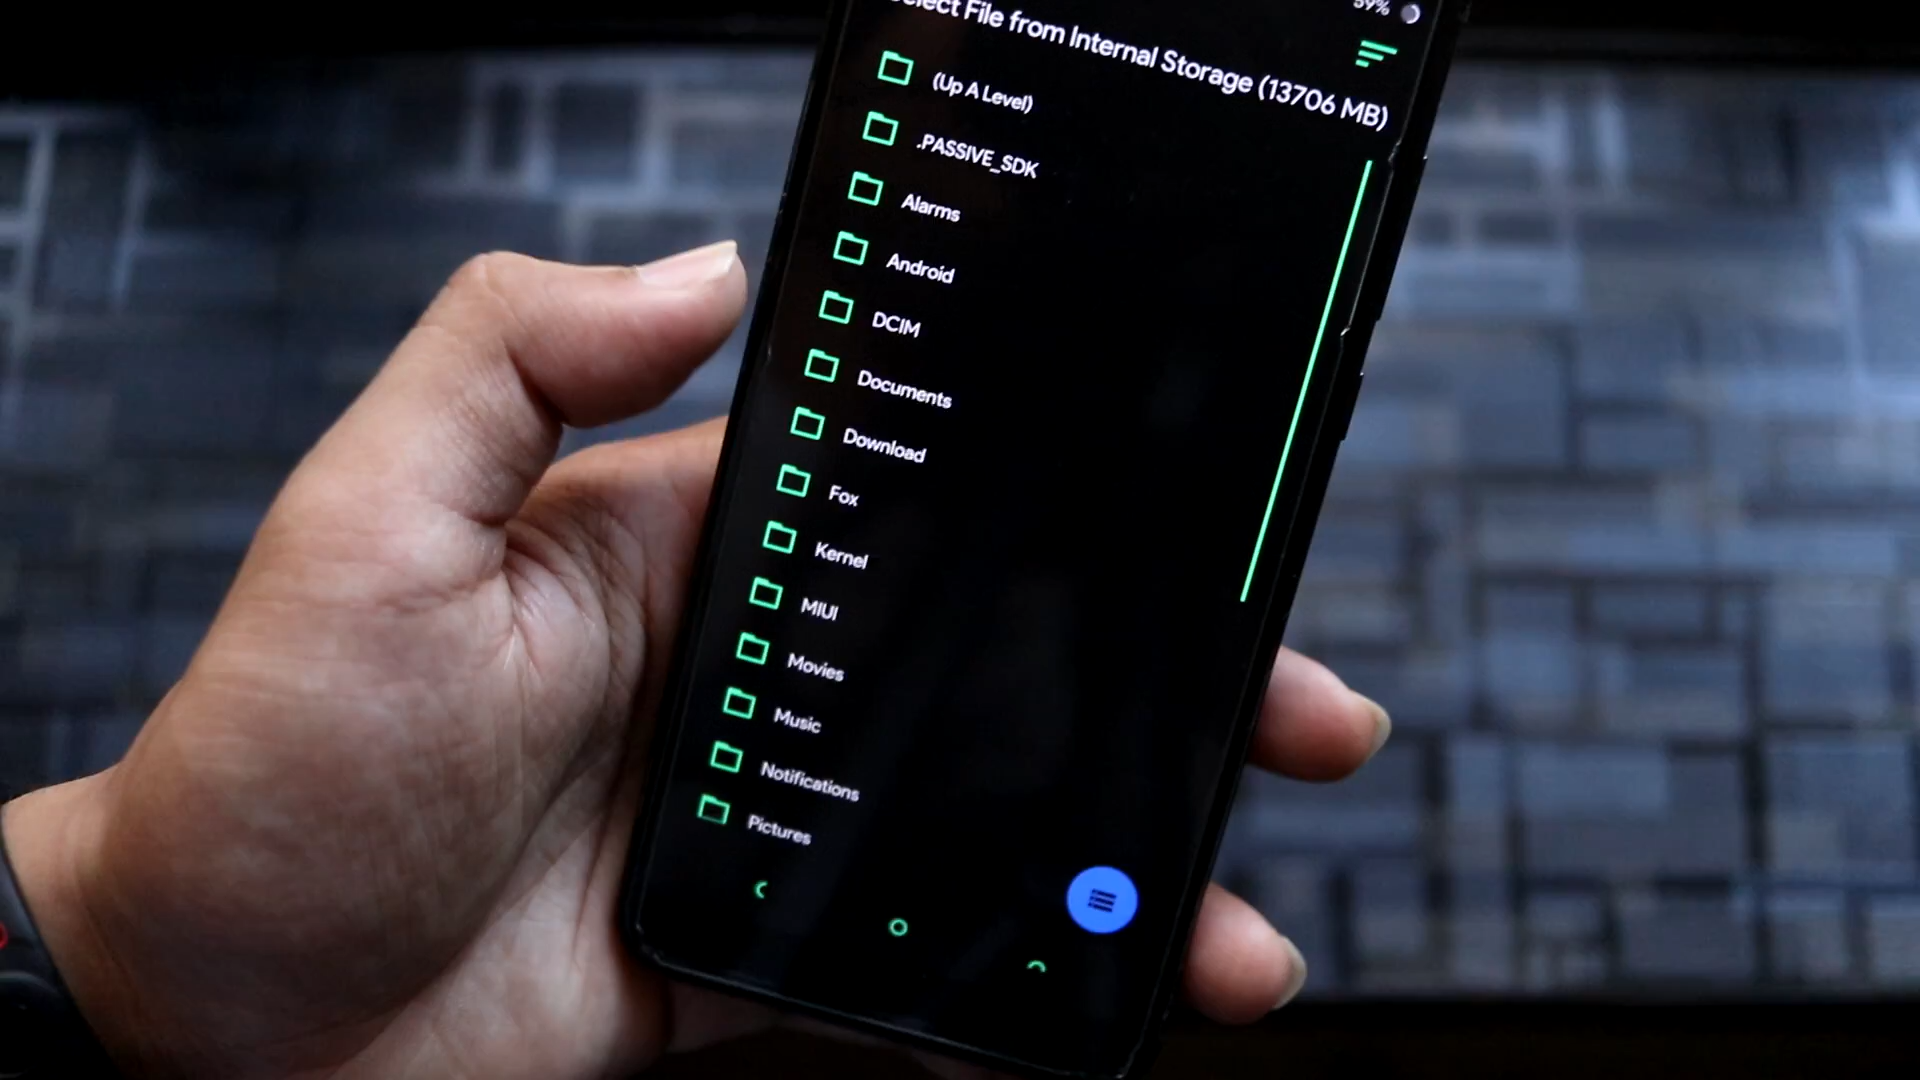 59%
Select File from Internal Storage (13706 MB)
(Up A Level)
.PASSIVE_SDK
Alarms
Android
DCIM
Documents
Download
Fox
Kernel
MIUI
Movies
Music
Notifications
Pictures